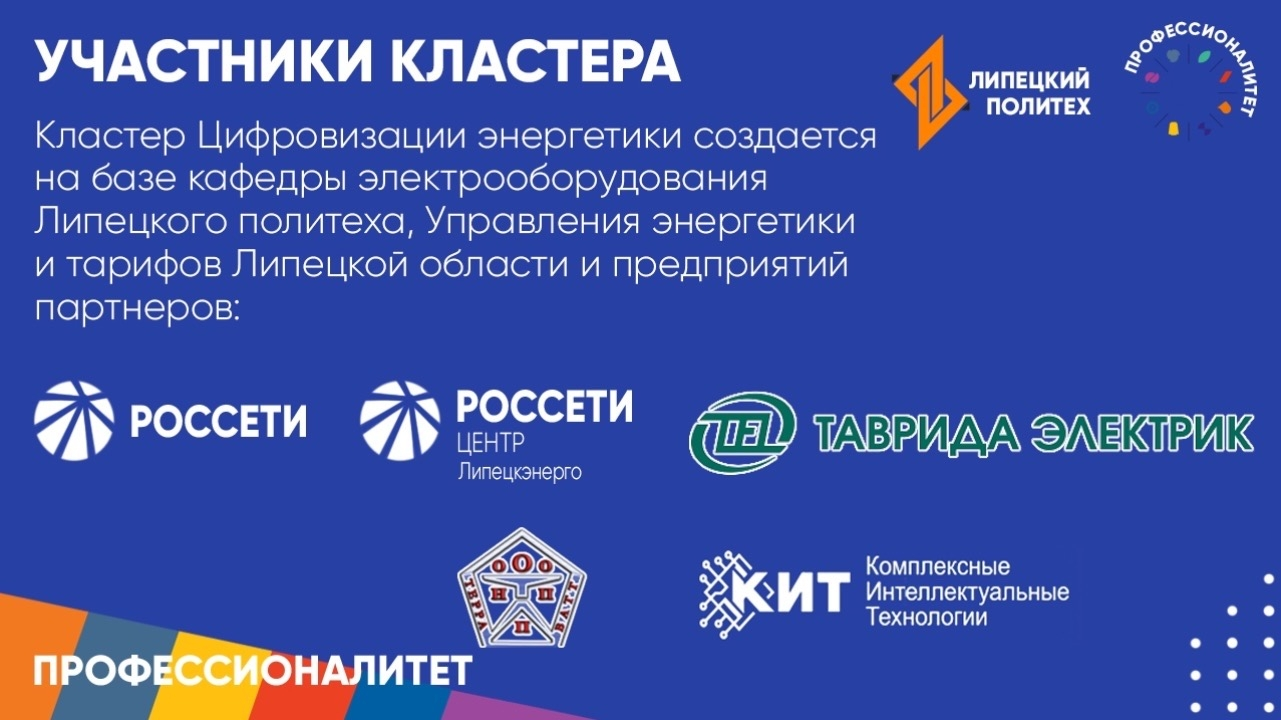 УЧАСТНИКИ КЛАСТЕРА
ЛИПЕЦКИЙ
ПОЛИТЕХ
ПРОФЕССИОНАЛИТЕТ
Кластер Цифровизации энергетики создается
на базе кафедры электрооборудования
Липецкого политеха, Управления энергетики
и тарифов Липецкой области и предприятий
партнеров:
РОССЕТИ
РОССЕТИ
ЦЕНТР
Липецкэнерго
TEL ТАВРИДА ЭЛЕКТРИК
ООО
НПП
ТЕРРА ВАТТ
КИТ
Комплексные
Интеллектуальные
Технологии
ПРОФЕССИОНАЛИТЕТ